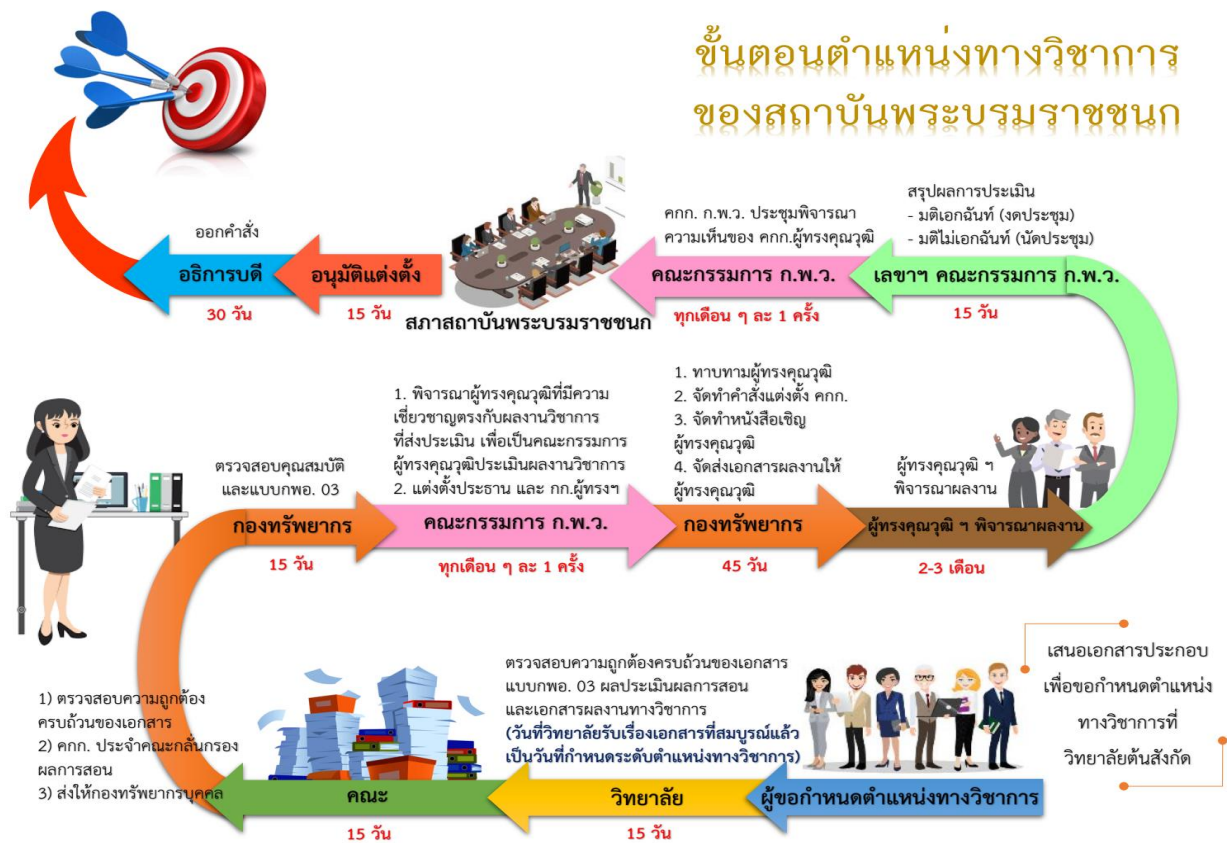 ขั้นตอนตำแหน่งทางวิชาการ
ของสถาบันพระบรมราชชนก
สรุปผลการประเมิน
- มติเอกฉันท์ (งดประชุม)
- มติไม่เอกฉันท์ (นัดประชุม)
คกก. ก.พ.ว. ประชุมพิจารณา
ความเห็นของ คกก.ผู้ทรงคุณวุฒิ
ออกคำสั่ง
อธิการบดี
อนุมัติแต่งตั้ง
คณะกรรมการ ก.พ.ว.
เลขาฯ คณะกรรมการ ก.พ.ว.
30 วัน
15 วัน
สภาสถาบันพระบรมราชชนก
ทุกเดือน ๆ ละ 1 ครั้ง
15 วัน
ตรวจสอบคุณสมบัติ
และแบบกพอ. 03
1. พิจารณาผู้ทรงคุณวุฒิที่มีความ
เชี่ยวชาญตรงกับผลงานวิชาการ
ที่ส่งประเมิน เพื่อเป็นคณะกรรมการ
ผู้ทรงคุณวุฒิประเมินผลงานวิชาการ
2. แต่งตั้งประธาน และ กก.ผู้ทรงฯ
1. ทาบทามผู้ทรงคุณวุฒิ
2. จัดทำคำสั่งแต่งตั้ง คกก.
3. จัดทำหนังสือเชิญ
ผู้ทรงคุณวุฒิ
4. จัดส่งเอกสารผลงานให้
ผู้ทรงคุณวุฒิ
ผู้ทรงคุณวุฒิ ฯ
พิจารณาผลงาน
กองทรัพยากร
คณะกรรมการ ก.พ.ว.
กองทรัพยากร
ผู้ทรงคุณวุฒิ ฯ พิจารณาผลงาน
15 วัน
ทุกเดือน ๆ ละ 1 ครั้ง
45 วัน
2-3 เดือน
เสนอเอกสารประกอบ
เพื่อขอกำหนดตำแหน่ง
ทางวิชาการที่
วิทยาลัยต้นสังกัด
ตรวจสอบความถูกต้องครบถ้วนของเอกสาร
แบบกพอ. 03 ผลประเมินผลการสอน
และเอกสารผลงานทางวิชาการ
(วันที่วิทยาลัยรับเรื่องเอกสารที่สมบูรณ์แล้ว
เป็นวันที่กำหนดระดับตำแหน่งทางวิชาการ)
1) ตรวจสอบความถูกต้อง
ครบถ้วนของเอกสาร
2) คกก. ประจำคณะกลั่นกรอง
ผลการสอน
3) ส่งให้กองทรัพยากรบุคคล
คณะ
วิทยาลัย
ผู้ขอกำหนดตำแหน่งทางวิชาการ
15 วัน
15 วัน